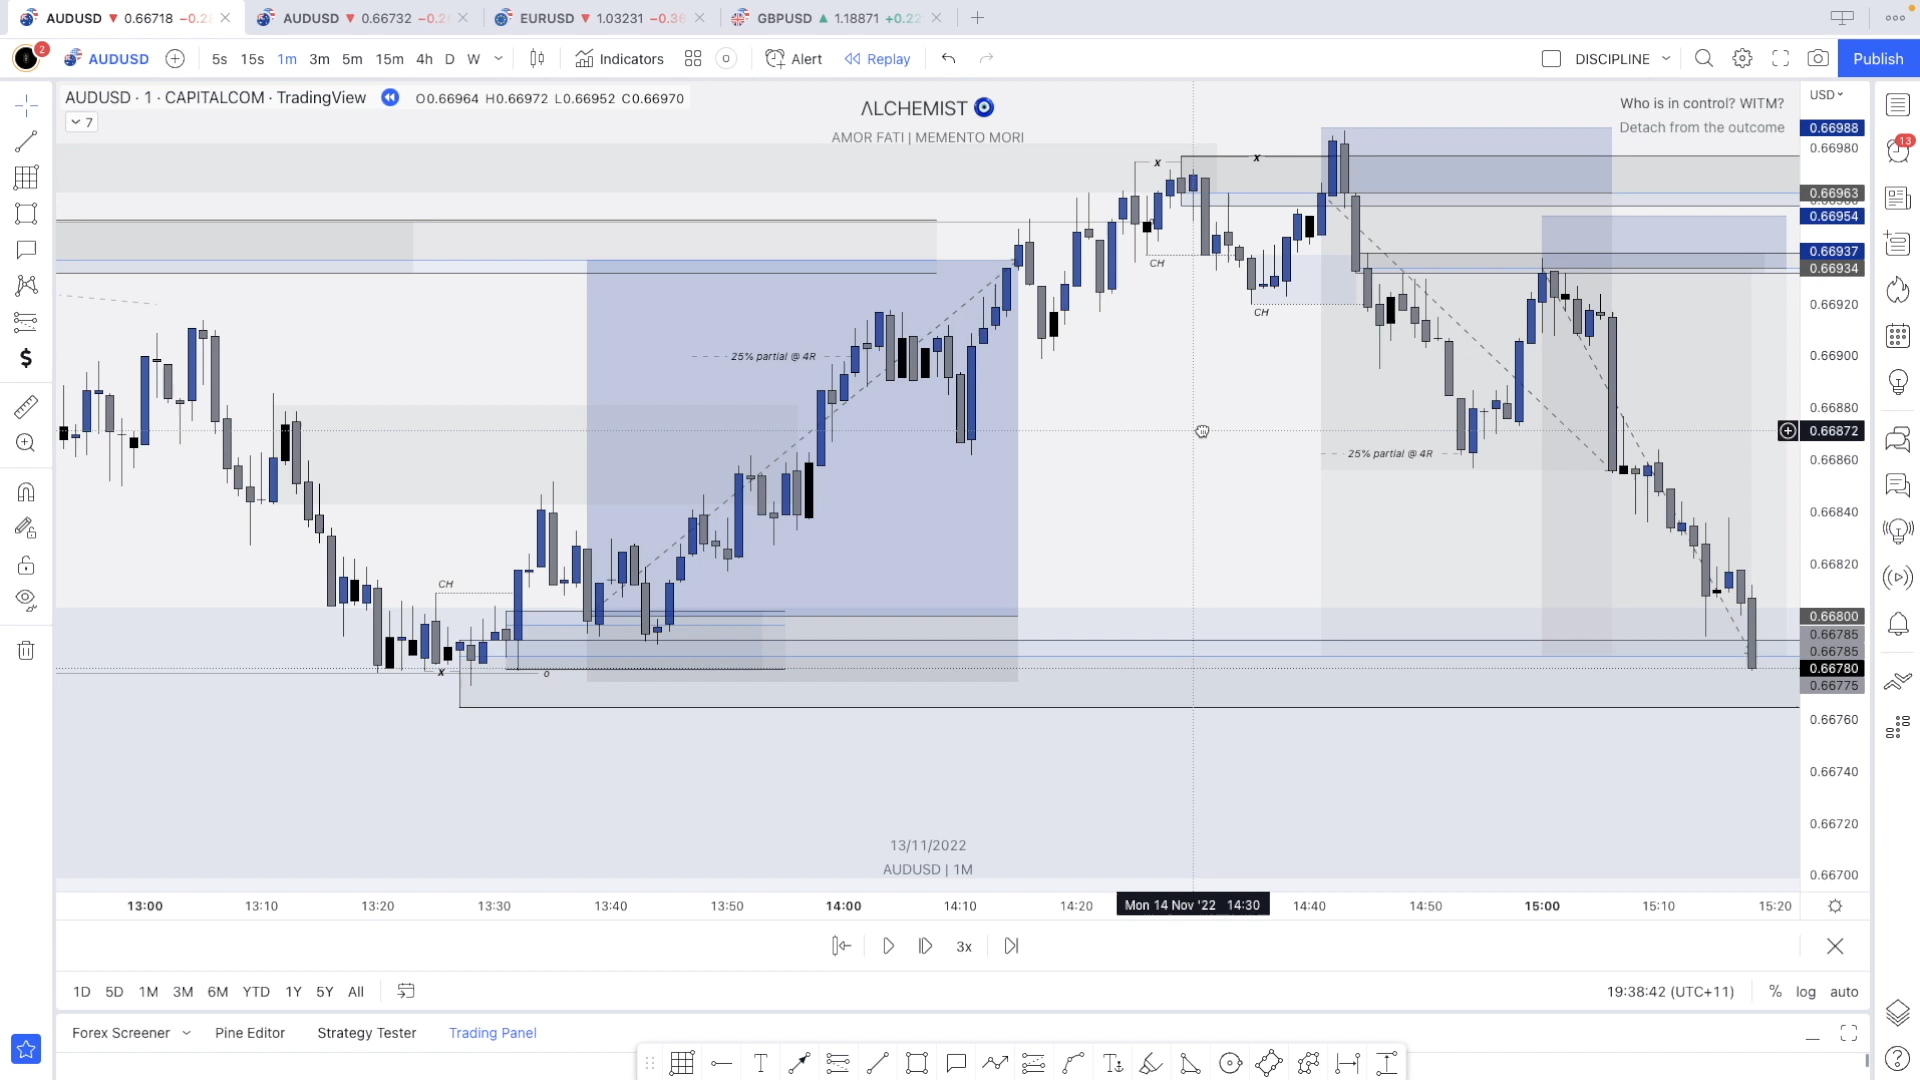 AUDUSD ▼ 0.66718 −0.2
AUDUSD ▼ 0.66732 −0.2
EURUSD ▼ 1.03231 −0.36
GBPUSD ▲ 1.18871 +0.22
2
AUDUSD
5s 15s 1m 3m 5m 15m 4h D W
Indicators
Alert
Replay
DISCIPLINE
Publish
AUDUSD · 1 · CAPITALCOM · TradingView
O0.66964 H0.66972 L0.66952 C0.66970
7
ΛLCHEMIST
AMOR FATI | MEMENTO MORI
Who is in control? WITM?
Detach from the outcome
USD
0.66988
0.66980
0.66963
0.66954
0.66937
0.66934
0.66920
0.66900
0.66880
0.66872
0.66860
0.66840
0.66820
0.66800
0.66785
0.66785
0.66780
0.66775
0.66760
0.66740
0.66720
0.66700
13
x
x
CH
CH
25% partial @ 4R
25% partial @ 4R
CH
x
o
13/11/2022
AUDUSD | 1M
13:00 13:10 13:20 13:30 13:40 13:50 14:00 14:10 14:20 Mon 14 Nov '22 14:30 14:40 14:50 15:00 15:10 15:20
3x
1D 5D 1M 3M 6M YTD 1Y 5Y All
19:38:42 (UTC+11) % log auto
Forex Screener Pine Editor Strategy Tester Trading Panel